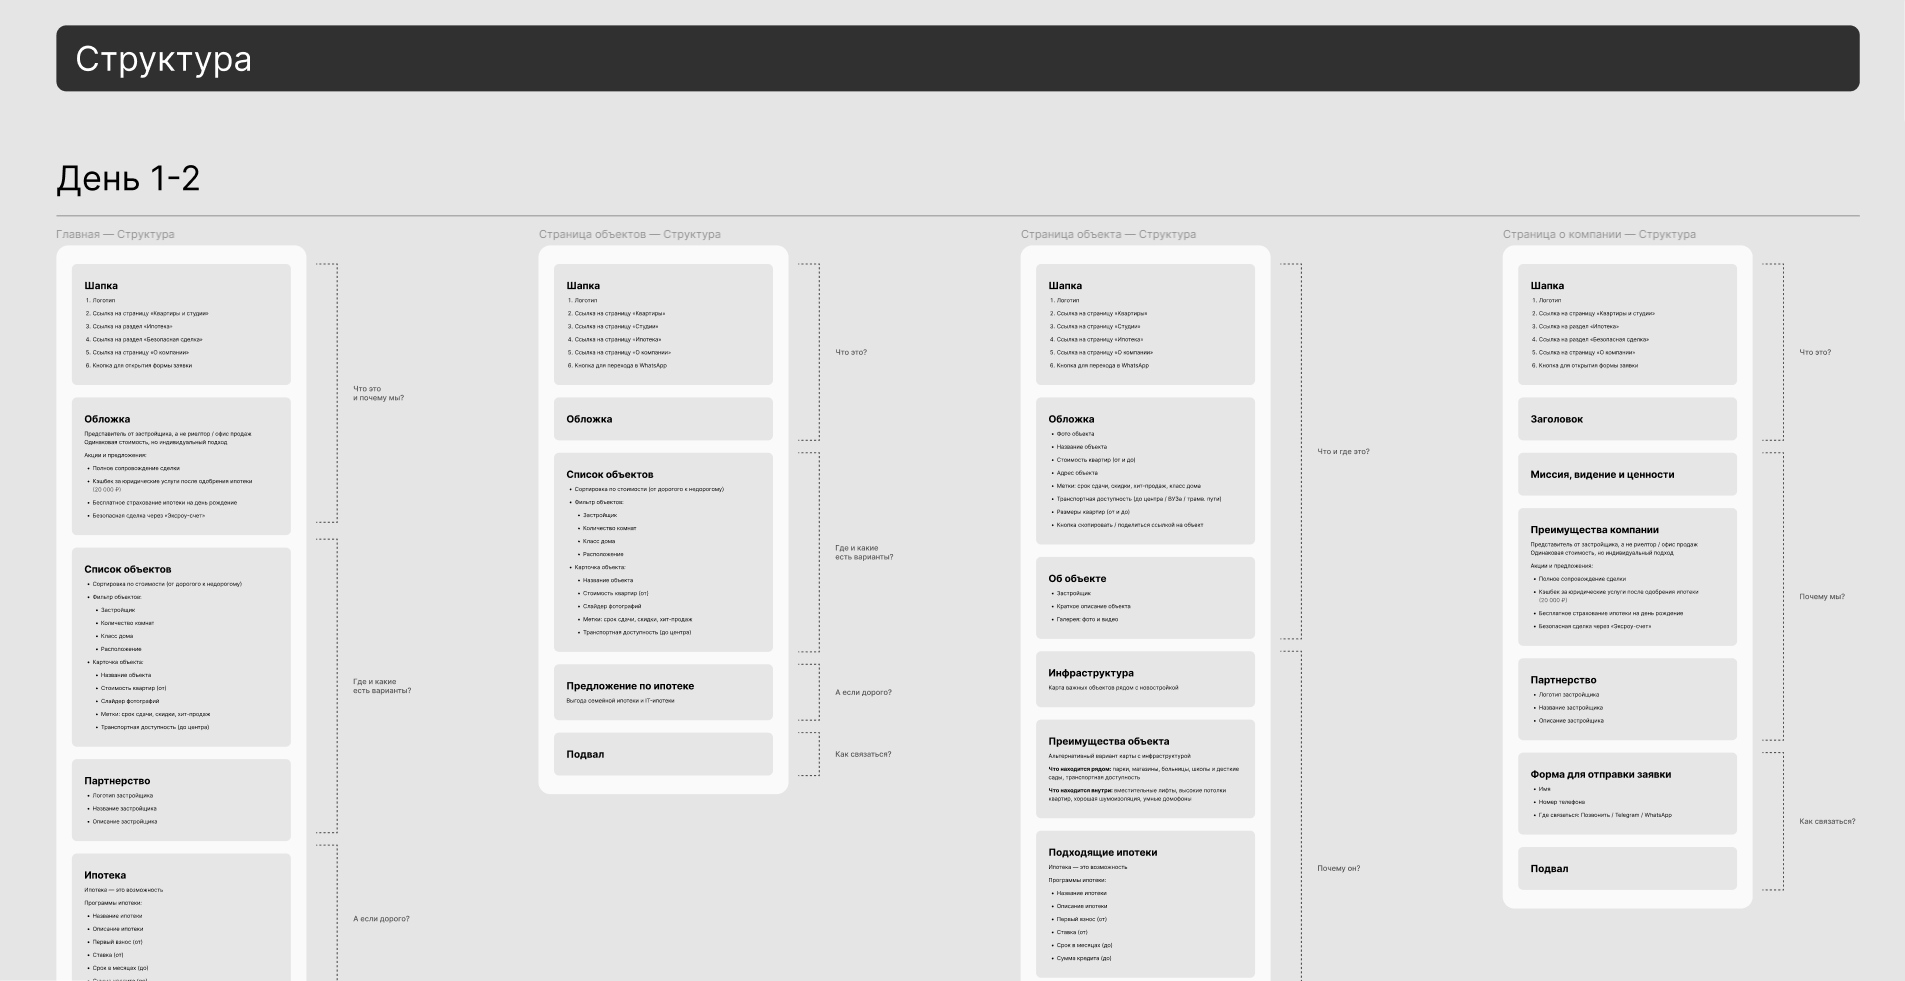 Структура
День 1-2
Главная — Структура
Шапка
1. Логотип
2. Ссылка на страницу «Квартиры и студии»
3. Ссылка на раздел «Ипотека»
4. Ссылка на раздел «Безопасная сделка»
5. Ссылка на страницу «О компании»
6. Кнопка для открытия формы заявки
Обложка
Представитель от застройщика, а не риелтор / офис продаж
Одинаковая стоимость, но индивидуальный подход
Акции и предложения:
• Полное сопровождение сделки
• Кэшбек за юридические услуги после одобрения ипотеки
(20 000 ₽)
• Бесплатное страхование ипотеки на день рождение
• Безопасная сделка через «Эксроу-счет»
Что это
и почему мы?
Список объектов
• Сортировка по стоимости (от дорогого к недорогому)
• Фильтр объектов:
• Застройщик
• Количество комнат
• Класс дома
• Расположение
• Карточка объекта:
• Название объекта
• Стоимость квартир (от)
• Слайдер фотографий
• Метки: срок сдачи, скидки, хит-продаж
• Транспортная доступность (до центра)
Партнерство
• Логотип застройщика
• Название застройщика
• Описание застройщика
Где и какие
есть варианты?
Ипотека
Ипотека — это возможность
Программы ипотеки:
• Название ипотеки
• Описание ипотеки
• Первый взнос (от)
• Ставка (от)
• Срок в месяцах (до)
А если дорого?
Страница объектов — Структура
Шапка
1. Логотип
2. Ссылка на страницу «Квартиры»
3. Ссылка на страницу «Студии»
4. Ссылка на страницу «Ипотека»
5. Ссылка на страницу «О компании»
6. Кнопка для перехода в WhatsApp
Обложка
Что это?
Список объектов
• Сортировка по стоимости (от дорогого к недорогому)
• Фильтр объектов:
• Застройщик
• Количество комнат
• Класс дома
• Расположение
• Карточка объекта:
• Название объекта
• Стоимость квартир (от)
• Слайдер фотографий
• Метки: срок сдачи, скидки, хит-продаж
• Транспортная доступность (до центра)
Где и какие
есть варианты?
Предложение по ипотеке
Выгода семейной ипотеки и IT-ипотеки
А если дорого?
Подвал
Как связаться?
Страница объекта — Структура
Шапка
1. Логотип
2. Ссылка на страницу «Квартиры»
3. Ссылка на страницу «Студии»
4. Ссылка на страницу «Ипотека»
5. Ссылка на страницу «О компании»
6. Кнопка для перехода в WhatsApp
Обложка
• Фото объекта
• Название объекта
• Стоимость квартир (от и до)
• Адрес объекта
• Метки: срок сдачи, скидки, хит-продаж, класс дома
• Транспортная доступность (до центра / ВУЗа / трамв. пути)
• Размеры квартир (от и до)
• Кнопка скопировать / поделиться ссылкой на объект
Об объекте
• Застройщик
• Краткое описание объекта
• Галерея: фото и видео
Что и где это?
Инфраструктура
Карта важных объектов рядом с новостройкой
Преимущества объекта
Альтернативный вариант карты с инфраструктурой
Что находится рядом: парки, магазины, больницы, школы и десткие
сады, транспортная доступность
Что находится внутри: вместительные лифты, высокие потолки
квартир, хорошая шумоизоляция, умные домофоны
Подходящие ипотеки
Ипотека — это возможность
Программы ипотеки:
• Название ипотеки
• Описание ипотеки
• Первый взнос (от)
• Ставка (от)
• Срок в месяцах (до)
• Сумма кредита (до)
Почему он?
Страница о компании — Структура
Шапка
1. Логотип
2. Ссылка на страницу «Квартиры и студии»
3. Ссылка на раздел «Ипотека»
4. Ссылка на раздел «Безопасная сделка»
5. Ссылка на страницу «О компании»
6. Кнопка для открытия формы заявки
Заголовок
Что это?
Миссия, видение и ценности
Преимущества компании
Представитель от застройщика, а не риелтор / офис продаж
Одинаковая стоимость, но индивидуальный подход
Акции и предложения:
• Полное сопровождение сделки
• Кэшбек за юридические услуги после одобрения ипотеки
(20 000 ₽)
• Бесплатное страхование ипотеки на день рождение
• Безопасная сделка через «Эксроу-счет»
Партнерство
• Логотип застройщика
• Название застройщика
• Описание застройщика
Почему мы?
Форма для отправки заявки
• Имя
• Номер телефона
• Где связаться: Позвонить / Telegram / WhatsApp
Подвал
Как связаться?